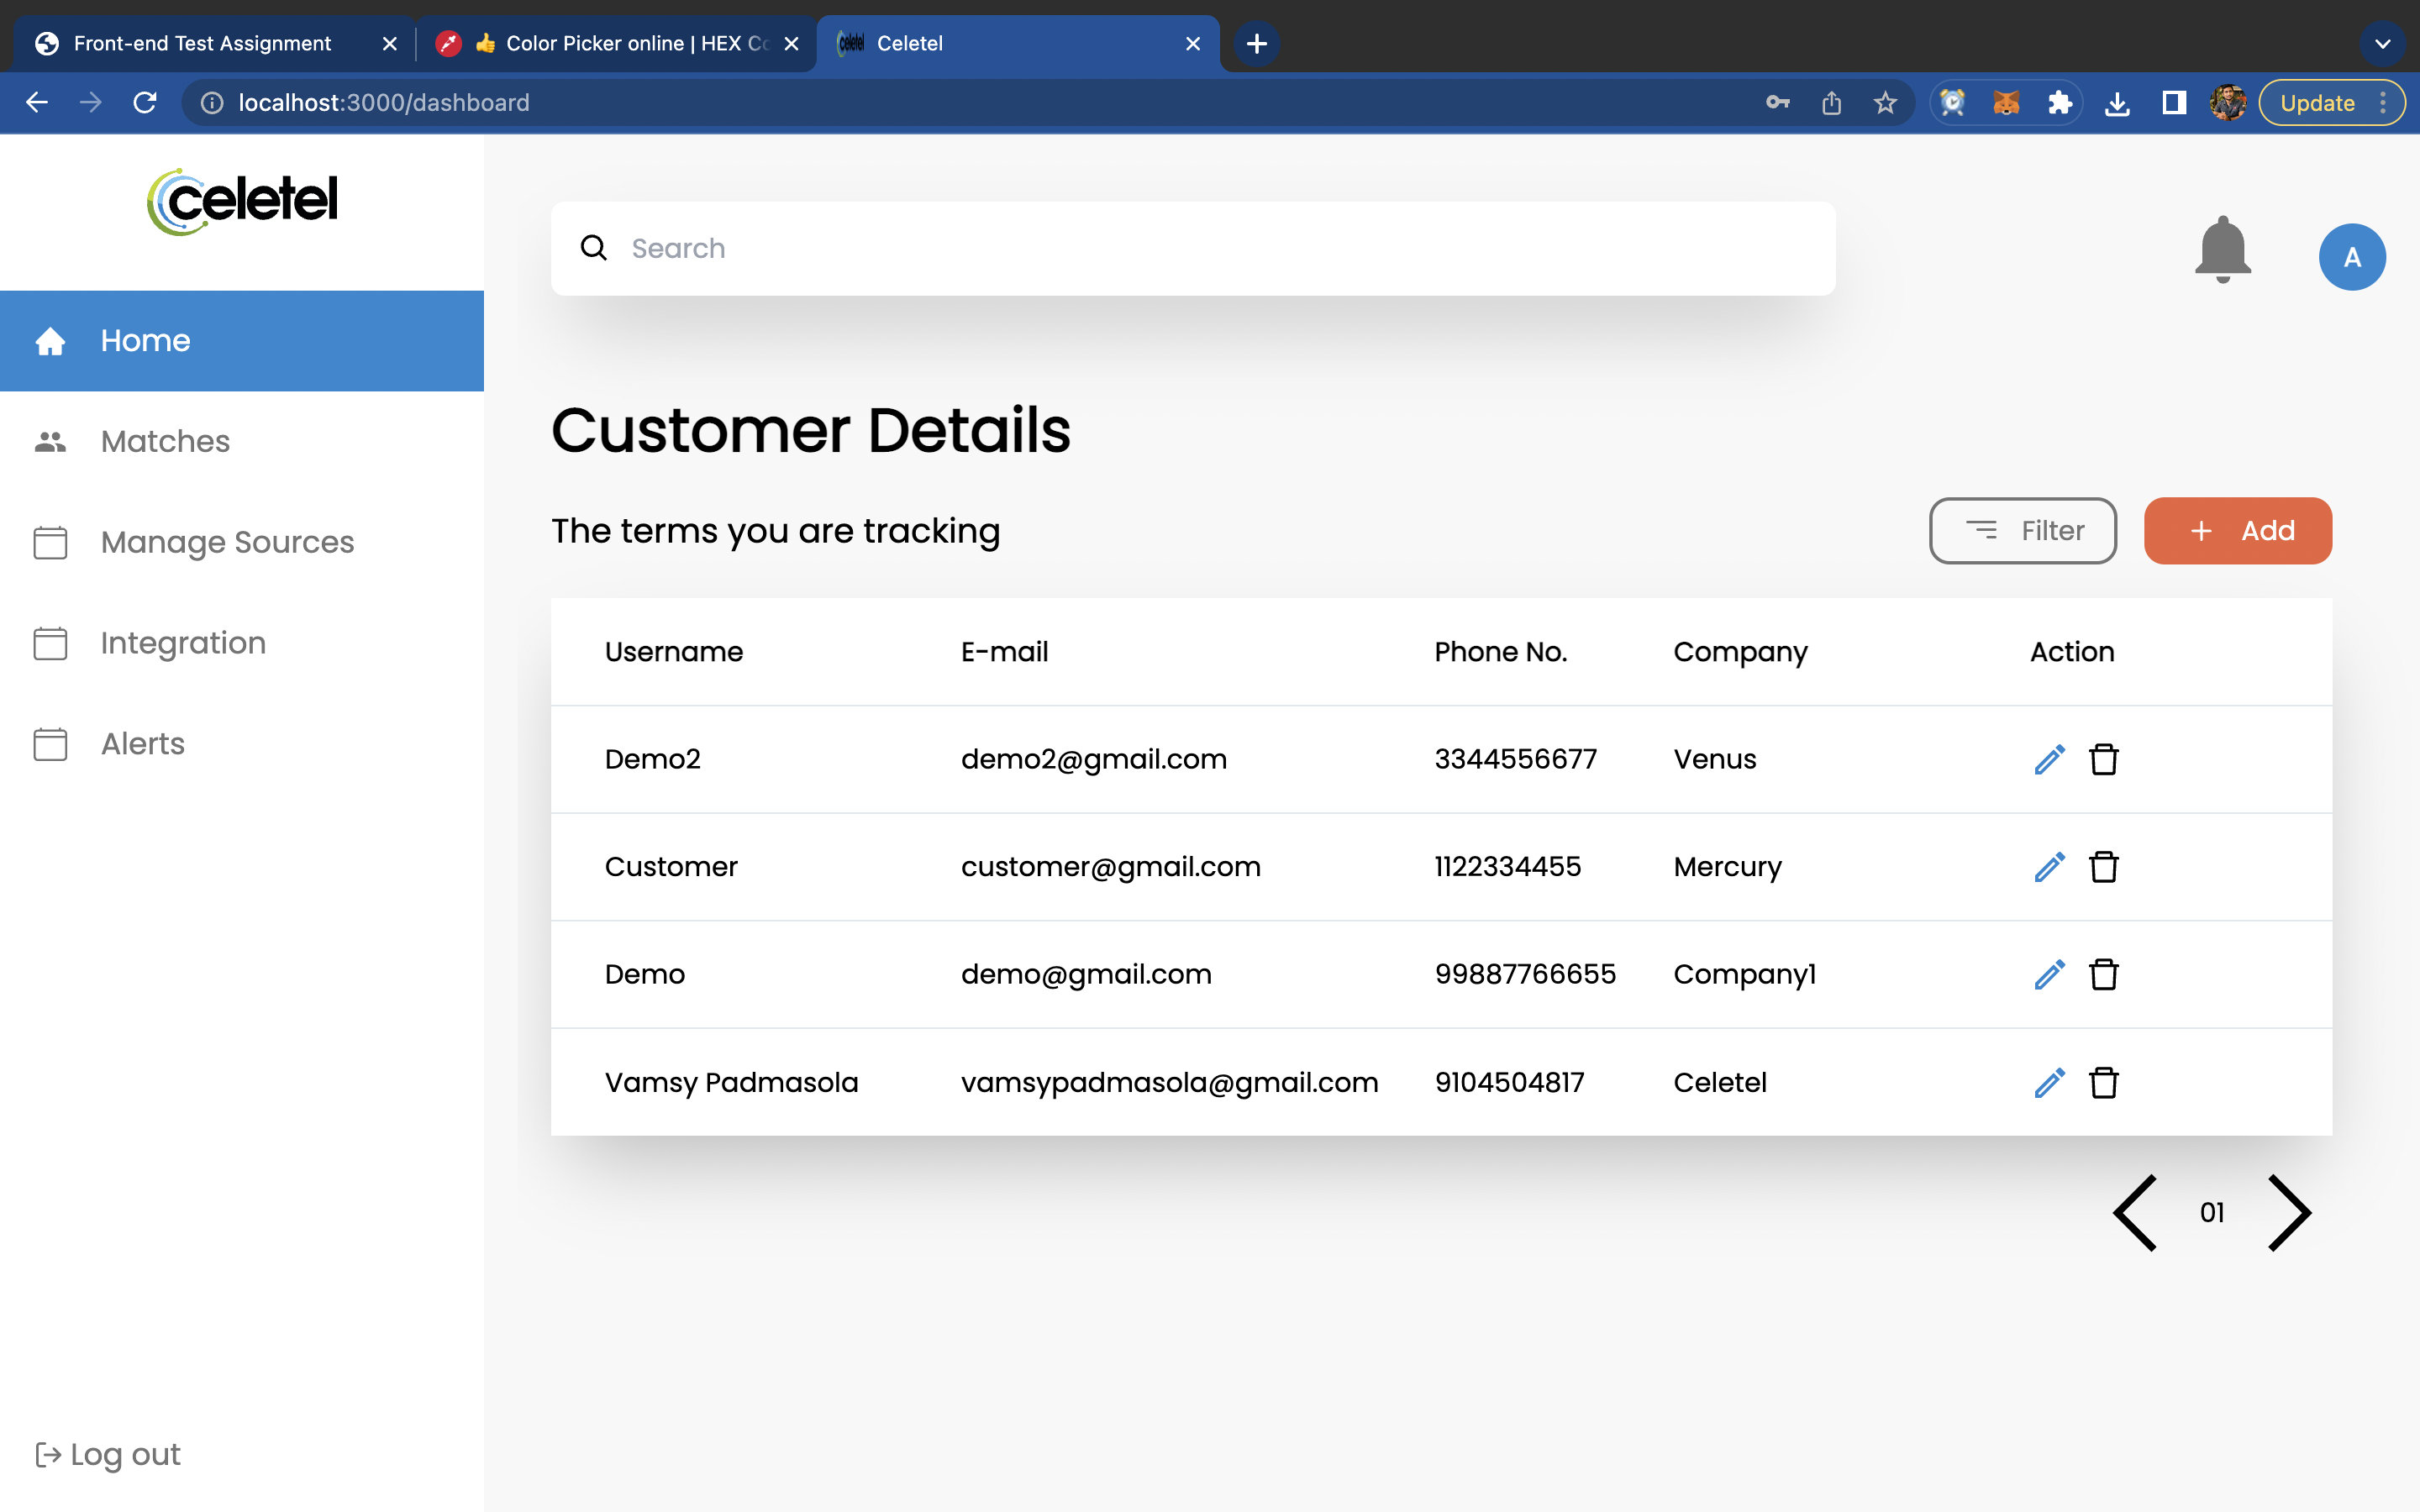 Front-end Test Assignment
👍 Color Picker online | HEX Co
Celetel
localhost:3000/dashboard
Update
celetel
Search
A
Home
Matches
Manage Sources
Integration
Alerts
Log out
Customer Details
The terms you are tracking
Filter
+ Add
Username E-mail Phone No. Company Action
Demo2 demo2@gmail.com 3344556677 Venus
Customer customer@gmail.com 1122334455 Mercury
Demo demo@gmail.com 99887766655 Company1
Vamsy Padmasola vamsypadmasola@gmail.com 9104504817 Celetel
01